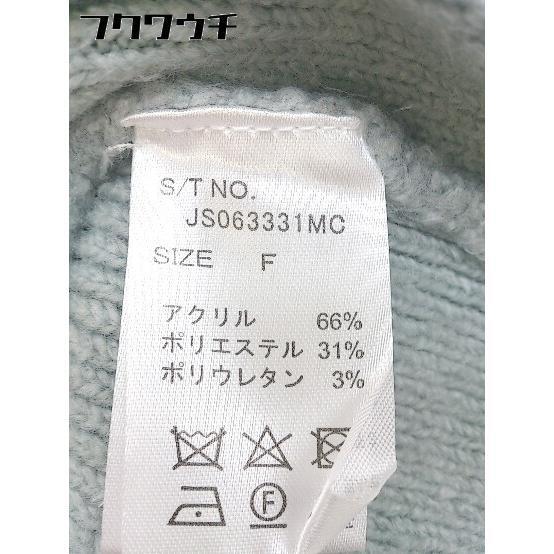 フクワウチ
S/T NO.
JS063331MC
SIZE F
アクリル 66%
ポリエステル 31%
ポリウレタン 3%
F